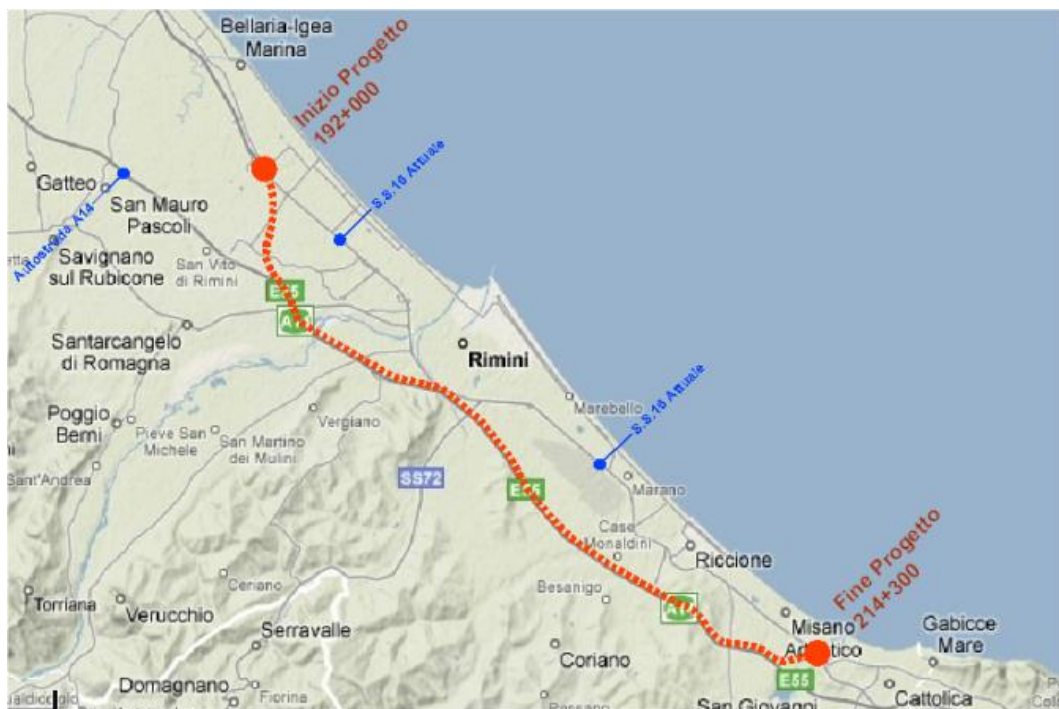 Bellaria-Igea
Marina
Inizio Progetto
192+000
S.S.16 Attuale
Gatteo
San Mauro
Pascoli
Autostrada A14
Savignano
sul Rubicone
San Vito
di Rimini
E55
Santarcangelo
di Romagna
Rimini
Marebello
S.S.16 Attuale
Poggio
Berni
Pieve San
Michele
San Martino
dei Mulini
Vergiano
Sant'Andrea
SS72
E55
Marano
Case
Monaldini
Riccione
Fine Progetto
214+300
Ceriano
Besanigo
Torriana
Verucchio
Serravalle
Coriano
Misano
Gabicce
Mare
Domagnano
Fiorina
E55
Cattolica
San Giovanni